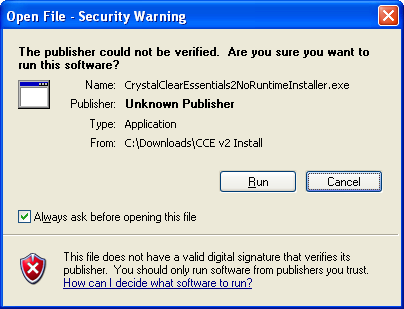 Open File - Security Warning
The publisher could not be verified.  Are you sure you want to
run this software?
Name: CrystalClearEssentials2NoRuntimeInstaller.exe
Publisher: Unknown Publisher
Type: Application
From: C:\Downloads\CCE v2 Install
Run Cancel
Always ask before opening this file
This file does not have a valid digital signature that verifies its
publisher.  You should only run software from publishers you trust.
How can I decide what software to run?